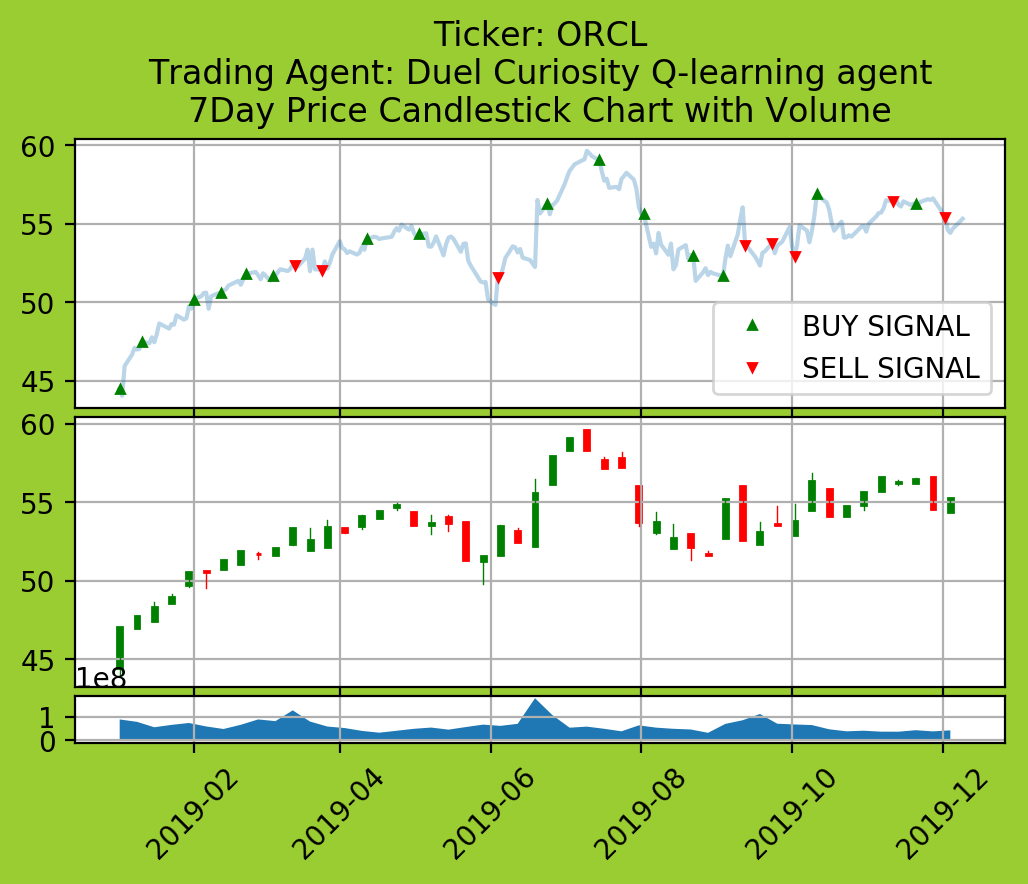 Ticker: ORCL
Trading Agent: Duel Curiosity Q-learning agent
7Day Price Candlestick Chart with Volume
60
55
50
45
BUY SIGNAL
SELL SIGNAL
60
55
50
45
1e8
1
0
2019-02
2019-04
2019-06
2019-08
2019-10
2019-12